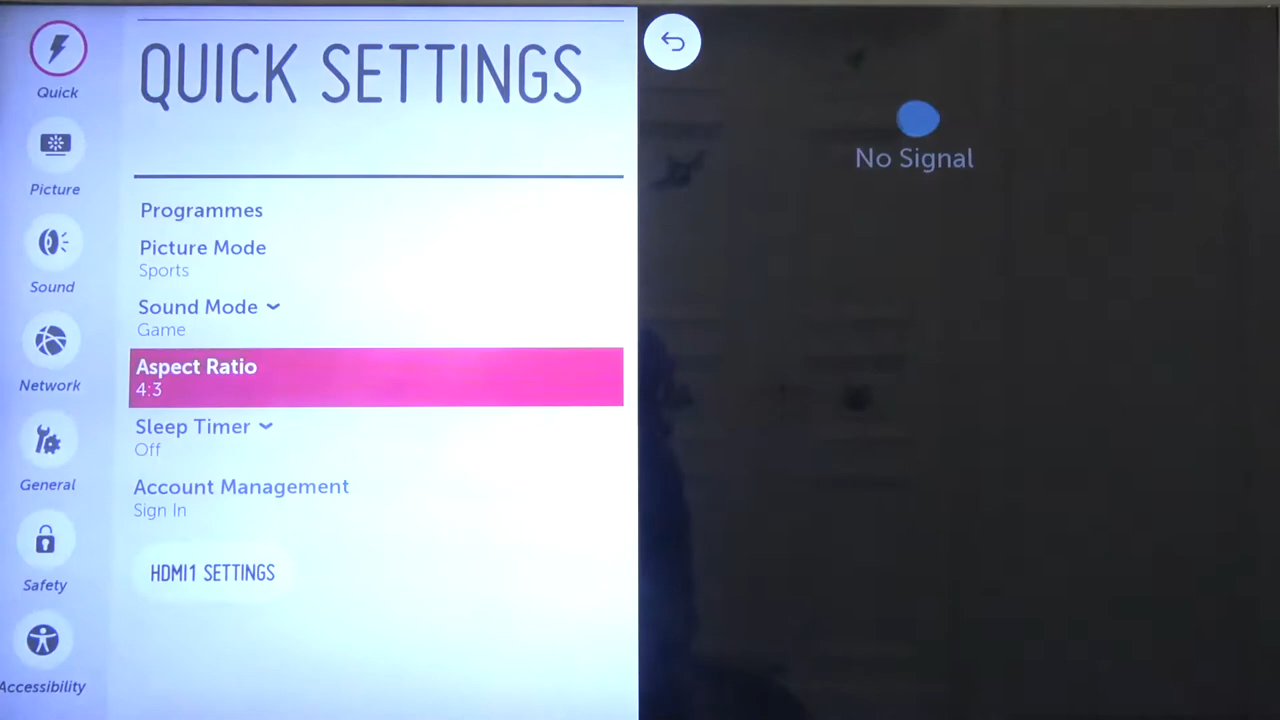 Quick
Picture
Sound
Network
General
Safety
Accessibility
QUICK SETTINGS
Programmes
Picture Mode
Sports
Sound Mode
Game
Aspect Ratio
4:3
Sleep Timer
Off
Account Management
Sign In
HDMI1 SETTINGS
No Signal